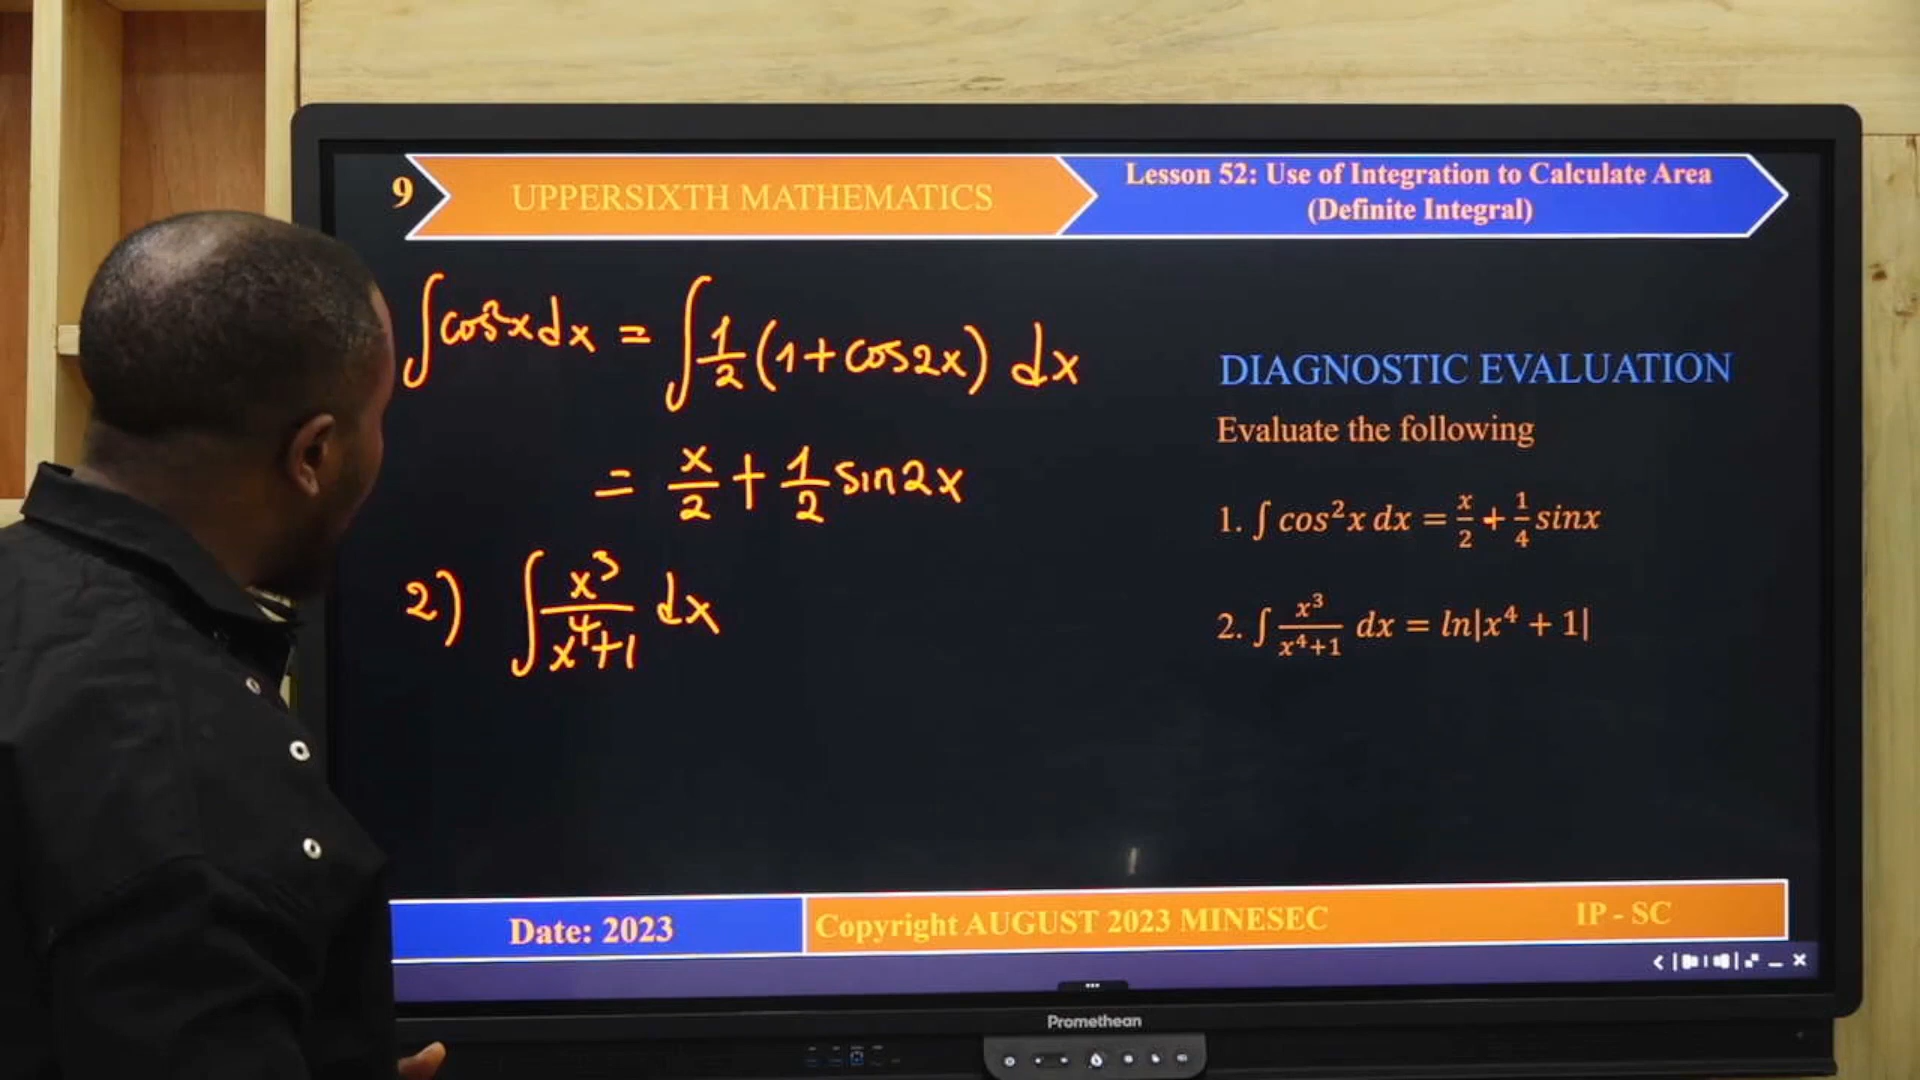 9
UPPERSIXTH MATHEMATICS
Lesson 52: Use of Integration to Calculate Area
(Definite Integral)
∫cos²x dx = ∫ 1/2 (1+cos2x) dx
= x/2 + 1/2 sin2x
2) ∫ x³/(x⁴+1) dx
DIAGNOSTIC EVALUATION
Evaluate the following
1. ∫ cos²x dx = x/2 + 1/4 sinx
2. ∫ x³/(x⁴+1) dx = ln|x⁴ + 1|
Date: 2023
Copyright AUGUST 2023 MINESEC
IP - SC
Promethean